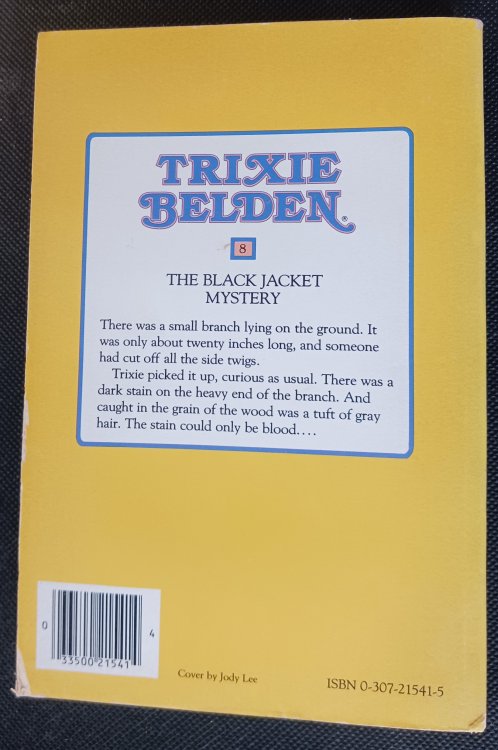 TRIXIE
BELDEN®
8
THE BLACK JACKET
MYSTERY
There was a small branch lying on the ground. It
was only about twenty inches long, and someone
had cut off all the side twigs.
Trixie picked it up, curious as usual. There was a
dark stain on the heavy end of the branch. And
caught in the grain of the wood was a tuft of gray
hair. The stain could only be blood....
0
33500 21541
4
Cover by Jody Lee
ISBN 0-307-21541-5